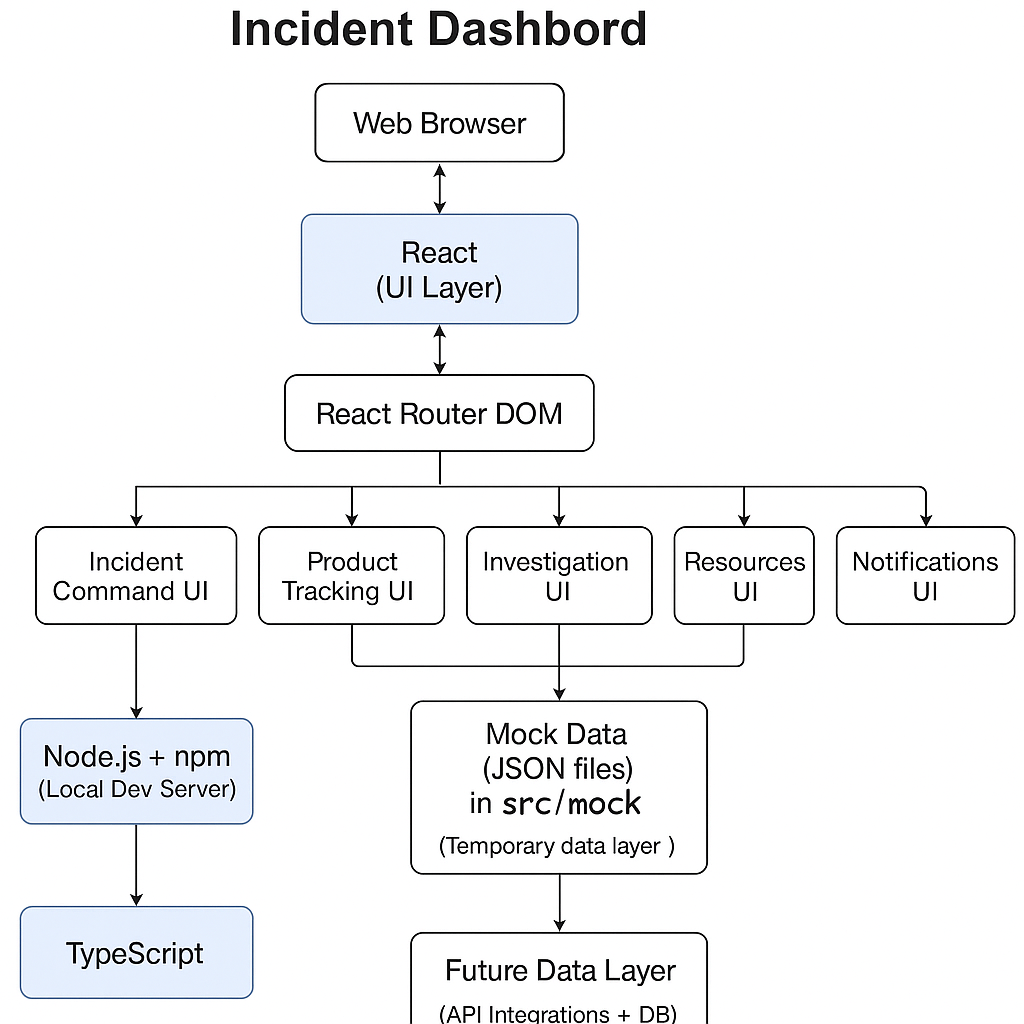 Incident Dashbord
Web Browser
React
(UI Layer)
React Router DOM
Incident
Command UI
Product
Tracking UI
Investigation
UI
Resources
UI
Notifications
UI
Node.js + npm
(Local Dev Server)
TypeScript
Mock Data
(JSON files)
in src/mock
(Temporary data layer )
Future Data Layer
(API Integrations + DB)